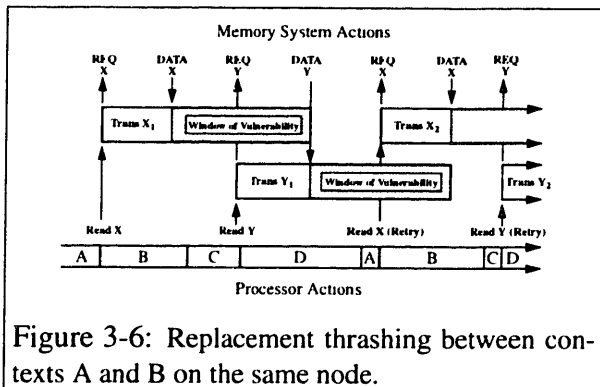 Memory System Actions
REQ X
DATA X
REQ Y
DATA Y
REQ X
DATA X
REQ Y
Trans X1
Window of Vulnerability
Trans X2
Trans Y1
Window of Vulnerability
Trans Y2
Read X
Read Y
Read X (Retry)
Read Y (Retry)
A B C D A B C D
Processor Actions
Figure 3-6: Replacement thrashing between con-
texts A and B on the same node.